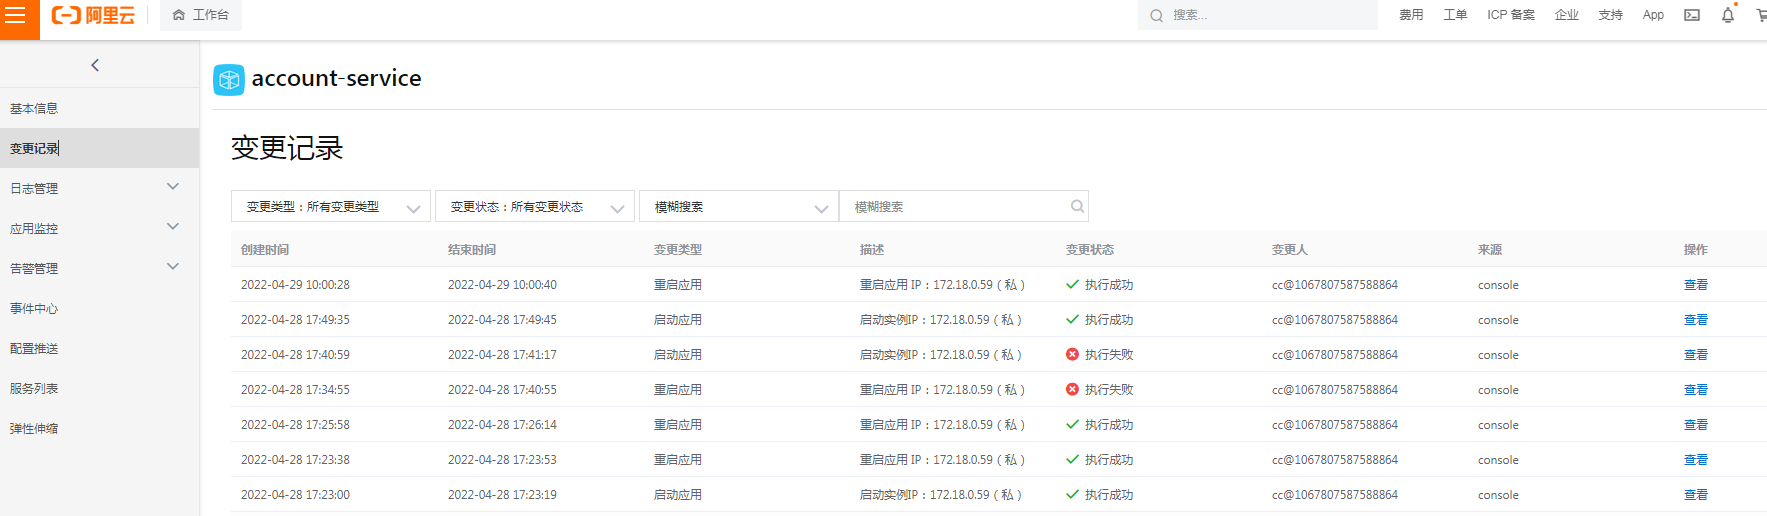 阿里云 工作台 搜索... 费用 工单 ICP 备案 企业 支持 App
account-service
基本信息
变更记录
日志管理
应用监控
告警管理
事件中心
配置推送
服务列表
弹性伸缩
变更记录
变更类型：所有变更类型 变更状态：所有变更状态 模糊搜索 模糊搜索
创建时间 结束时间 变更类型 描述 变更状态 变更人 来源 操作
2022-04-29 10:00:28 2022-04-29 10:00:40 重启应用 重启应用 IP：172.18.0.59（私） 执行成功 cc@1067807587588864 console 查看
2022-04-28 17:49:35 2022-04-28 17:49:45 启动应用 启动实例IP：172.18.0.59（私） 执行成功 cc@1067807587588864 console 查看
2022-04-28 17:40:59 2022-04-28 17:41:17 启动应用 启动实例IP：172.18.0.59（私） 执行失败 cc@1067807587588864 console 查看
2022-04-28 17:34:55 2022-04-28 17:40:55 重启应用 重启应用 IP：172.18.0.59（私） 执行失败 cc@1067807587588864 console 查看
2022-04-28 17:25:58 2022-04-28 17:26:14 重启应用 重启应用 IP：172.18.0.59（私） 执行成功 cc@1067807587588864 console 查看
2022-04-28 17:23:38 2022-04-28 17:23:53 重启应用 重启应用 IP：172.18.0.59（私） 执行成功 cc@1067807587588864 console 查看
2022-04-28 17:23:00 2022-04-28 17:23:19 启动应用 启动实例IP：172.18.0.59（私） 执行成功 cc@1067807587588864 console 查看